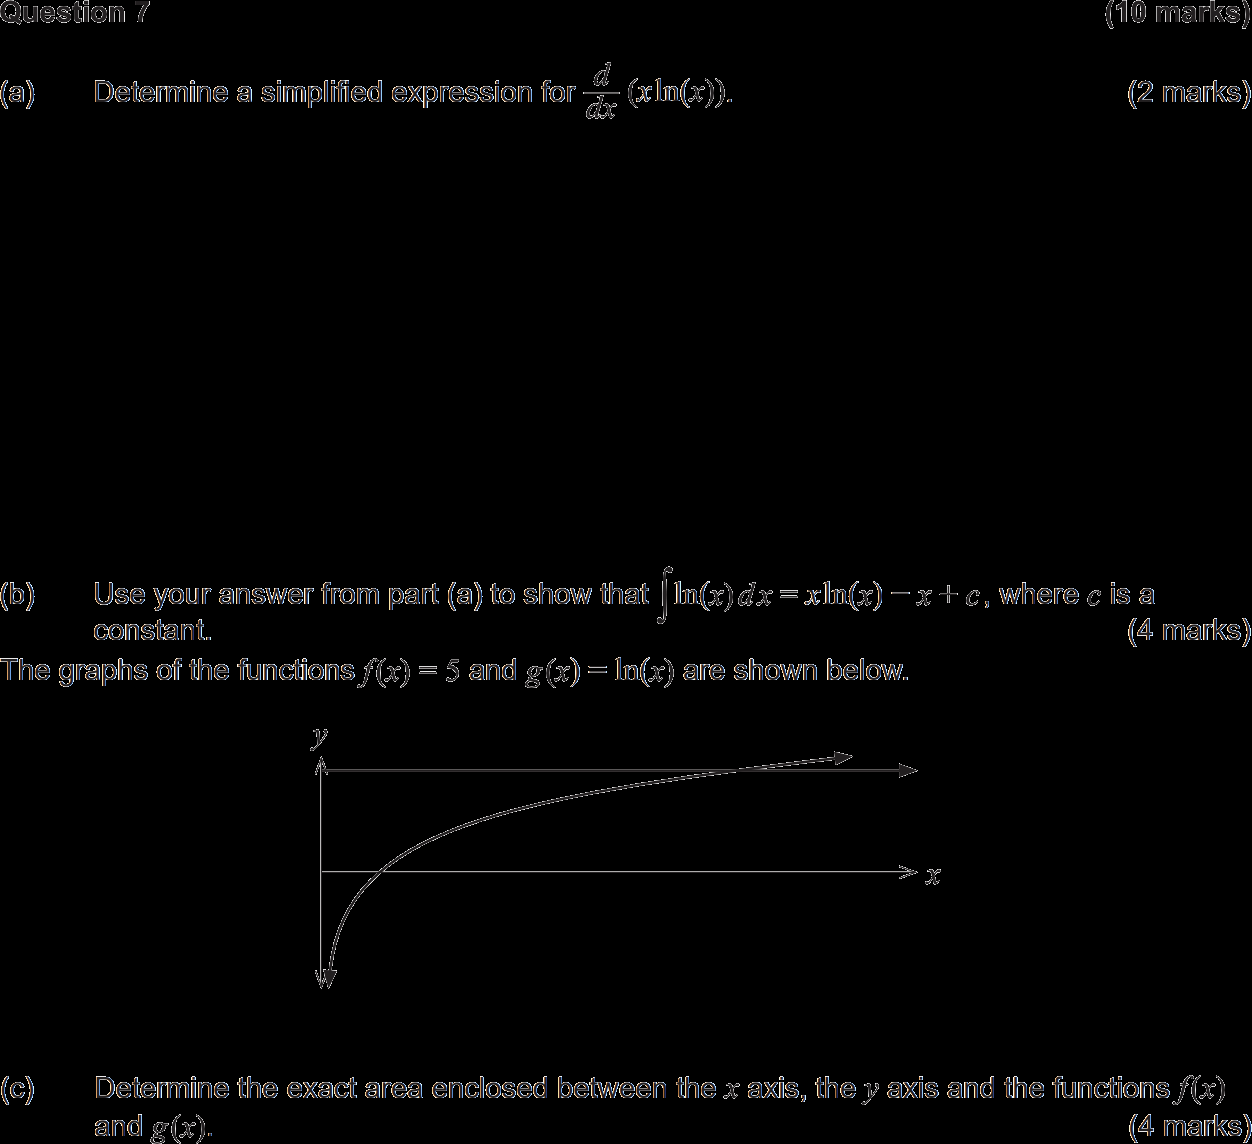 Question 7 (10 marks)
(a) Determine a simplified expression for d/dx (x ln(x)). (2 marks)
(b) Use your answer from part (a) to show that ∫ln(x)dx = x ln(x) − x + c, where c is a
constant. (4 marks)
The graphs of the functions f(x) = 5 and g(x) = ln(x) are shown below.
y
x
(c) Determine the exact area enclosed between the x axis, the y axis and the functions f(x)
and g(x). (4 marks)